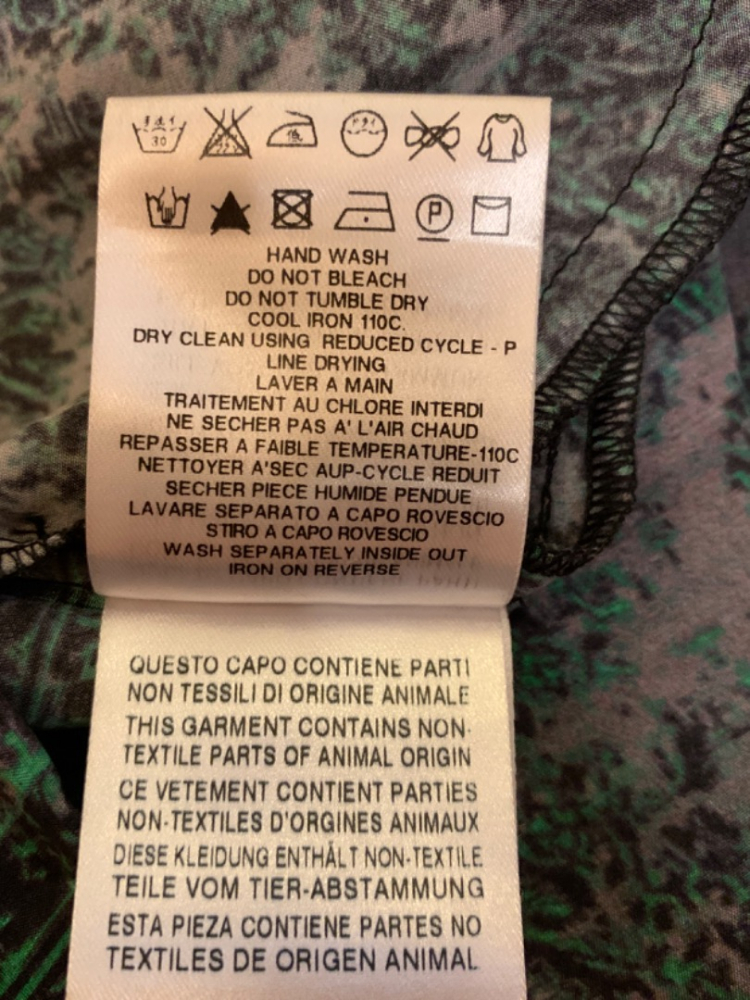 30
P
HAND WASH
DO NOT BLEACH
DO NOT TUMBLE DRY
COOL IRON 110C.
DRY CLEAN USING REDUCED CYCLE - P
LINE DRYING
LAVER A MAIN
TRAITEMENT AU CHLORE INTERDI
NE SECHER PAS A' L'AIR CHAUD
REPASSER A FAIBLE TEMPERATURE-110C
NETTOYER A'SEC AUP-CYCLE REDUIT
SECHER PIECE HUMIDE PENDUE
LAVARE SEPARATO A CAPO ROVESCIO
STIRO A CAPO ROVESCIO
WASH SEPARATELY INSIDE OUT
IRON ON REVERSE
QUESTO CAPO CONTIENE PARTI
NON TESSILI DI ORIGINE ANIMALE
THIS GARMENT CONTAINS NON-
TEXTILE PARTS OF ANIMAL ORIGIN
CE VETEMENT CONTIENT PARTIES
NON-TEXTILES D'ORGINES ANIMAUX
DIESE KLEIDUNG ENTHÄLT NON-TEXTILE
TEILE VOM TIER-ABSTAMMUNG
ESTA PIEZA CONTIENE PARTES NO
TEXTILES DE ORIGEN ANIMAL